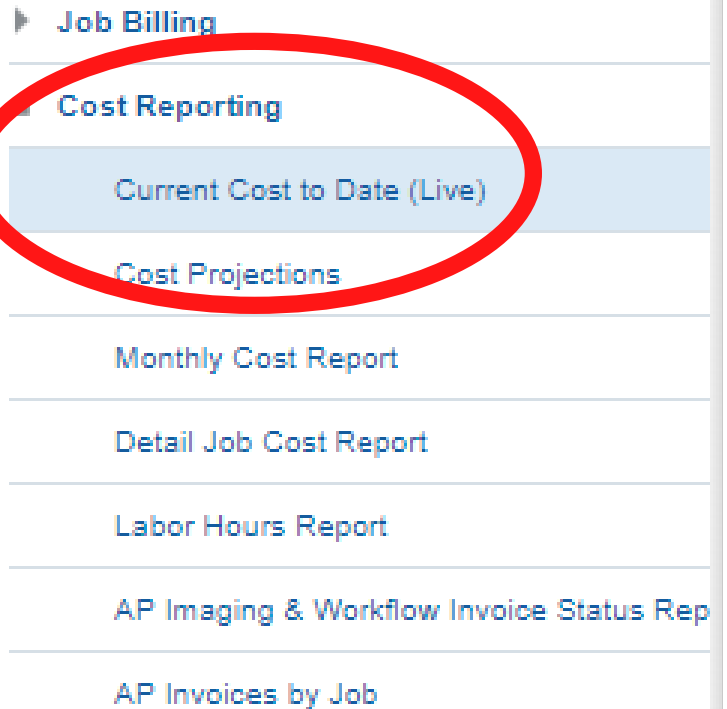 Job Billing
Cost Reporting
Current Cost to Date (Live)
Cost Projections
Monthly Cost Report
Detail Job Cost Report
Labor Hours Report
AP Imaging & Workflow Invoice Status Rep
AP Invoices by Job